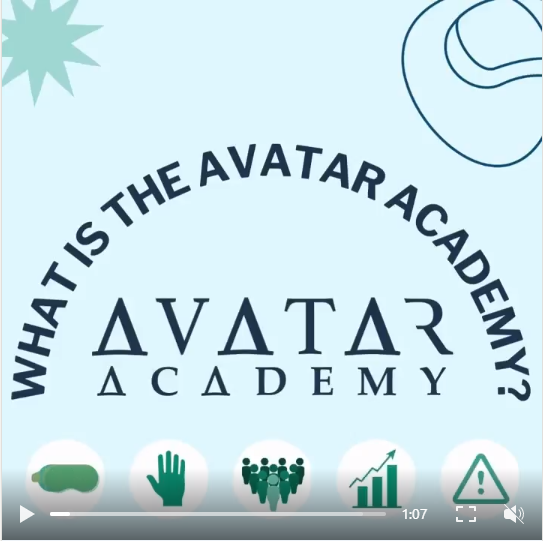 WHAT IS THE AVATAR ACADEMY?
AVATAR
ACADEMY
1:07